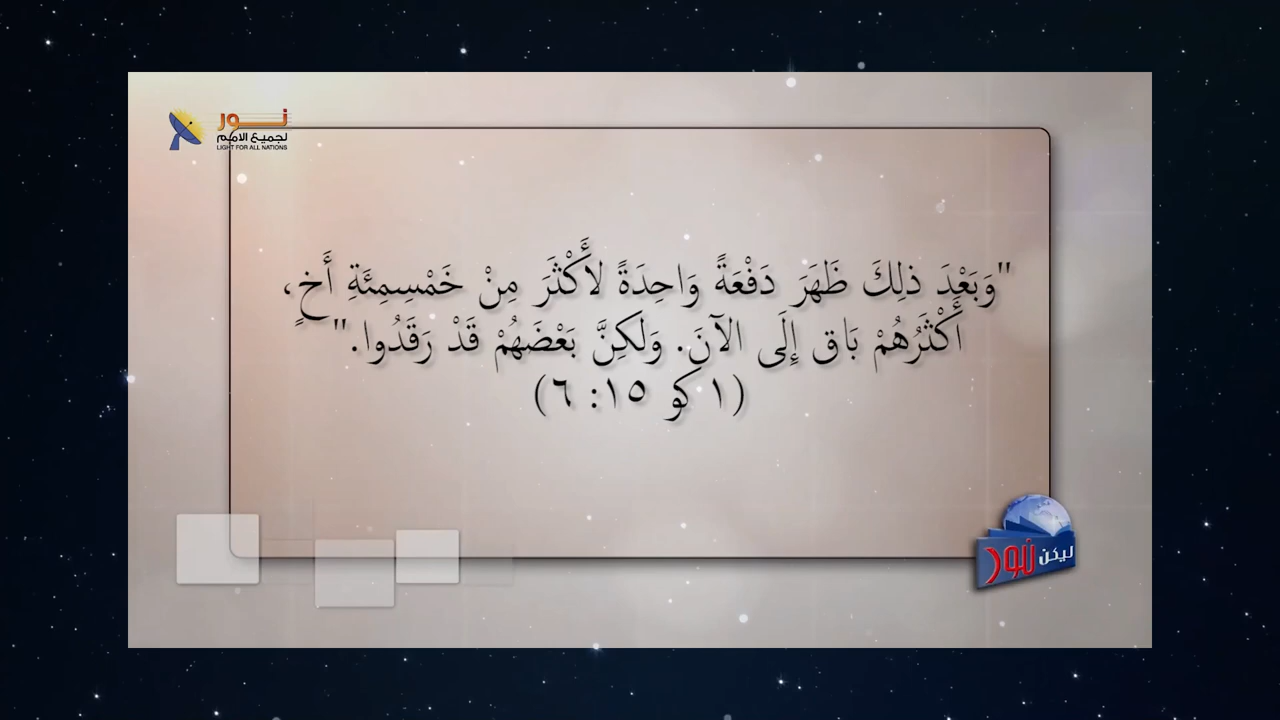 نور
لجميع الامم
LIGHT FOR ALL NATIONS
"وَبَعْدَ ذلِكَ ظَهَرَ دَفْعَةً وَاحِدَةً لأَكْثَرَ مِنْ خَمْسِمِئَةِ أَخٍ،
أَكْثَرُهُمْ بَاق إِلَى الآنَ. وَلكِنَّ بَعْضَهُمْ قَدْ رَقَدُوا."
(١ كو ١٥: ٦)
ليكن نور